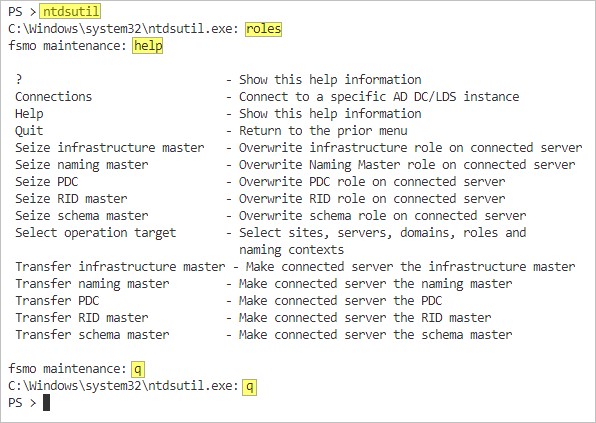 PS > ntdsutil
C:\Windows\system32\ntdsutil.exe: roles
fsmo maintenance: help
? - Show this help information
Connections - Connect to a specific AD DC/LDS instance
Help - Show this help information
Quit - Return to the prior menu
Seize infrastructure master - Overwrite infrastructure role on connected server
Seize naming master - Overwrite Naming Master role on connected server
Seize PDC - Overwrite PDC role on connected server
Seize RID master - Overwrite RID role on connected server
Seize schema master - Overwrite schema role on connected server
Select operation target - Select sites, servers, domains, roles and
naming contexts
Transfer infrastructure master - Make connected server the infrastructure master
Transfer naming master - Make connected server the naming master
Transfer PDC - Make connected server the PDC
Transfer RID master - Make connected server the RID master
Transfer schema master - Make connected server the schema master
fsmo maintenance: q
C:\Windows\system32\ntdsutil.exe: q
PS >